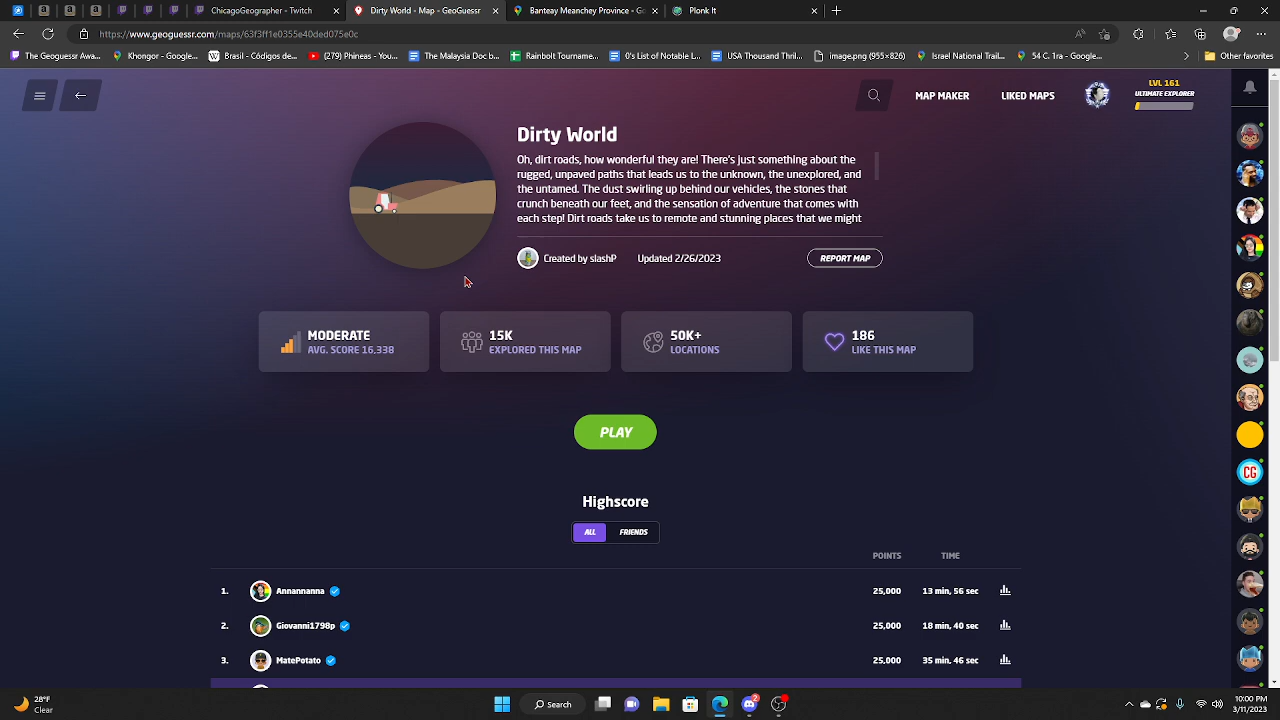 ChicagoGeographer - Twitch
Dirty World - Map - GeoGuessr
Banteay Meanchey Province - Go
Plonk It
https://www.geoguessr.com/maps/63f3ff1e0355e40ded075e0c
The Geoguessr Awa...
Khongor - Google...
Brasil - Códigos de...
Phineas - You...
The Malaysia Doc b...
Rainbolt Tournamen...
0's List of Notable I...
USA Thousand Trill...
image.png (955×826)
Israel National Trail...
54 C. 1ra - Google...
Other favorites
MAP MAKER
LIKED MAPS
LVL 161
ULTIMATE EXPLORER
Dirty World
Oh, dirt roads, how wonderful they are! There's just something about the
rugged, unpaved paths that leads us to the unknown, the unexplored, and
the untamed. The dust swirling up behind our vehicles, the stones that
crunch beneath our feet, and the sensation of adventure that comes with
each step! Dirt roads take us to remote and stunning places that we might
Created by slashP
Updated 2/26/2023
REPORT MAP
MODERATE
AVG. SCORE 16,338
15K
EXPLORED THIS MAP
50K+
LOCATIONS
186
LIKE THIS MAP
PLAY
Highscore
ALL
FRIENDS
POINTS
TIME
1.
Annannanna
25,000
13 min, 56 sec
2.
Giovanni1798p
25,000
18 min, 40 sec
3.
MatePotato
25,000
35 min, 46 sec
CG
28°F
Clear
Search
2
10:00 PM
3/11/2023